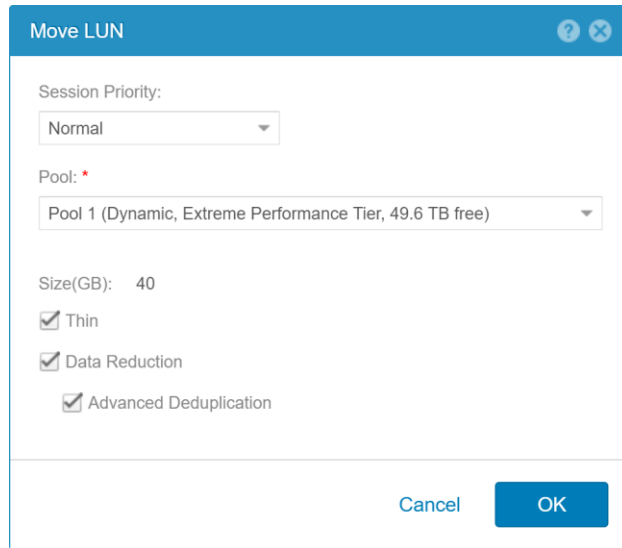 Move LUN
Session Priority:
Normal
Pool: *
Pool 1 (Dynamic, Extreme Performance Tier, 49.6 TB free)
Size(GB): 40
Thin
Data Reduction
Advanced Deduplication
Cancel OK